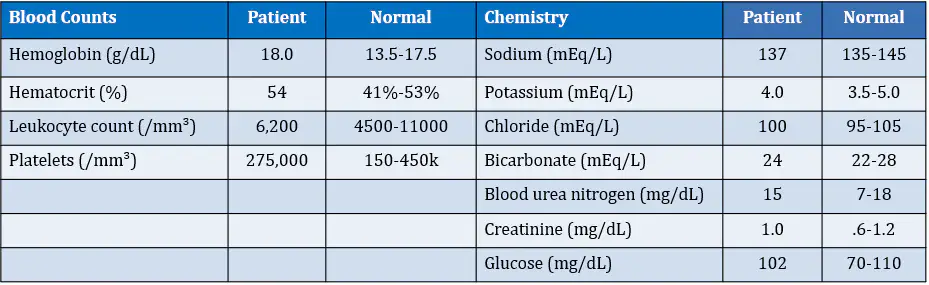 Blood Counts Patient Normal Chemistry Patient Normal
Hemoglobin (g/dL) 18.0 13.5-17.5 Sodium (mEq/L) 137 135-145
Hematocrit (%) 54 41%-53% Potassium (mEq/L) 4.0 3.5-5.0
Leukocyte count (/mm³) 6,200 4500-11000 Chloride (mEq/L) 100 95-105
Platelets (/mm³) 275,000 150-450k Bicarbonate (mEq/L) 24 22-28
Blood urea nitrogen (mg/dL) 15 7-18
Creatinine (mg/dL) 1.0 .6-1.2
Glucose (mg/dL) 102 70-110